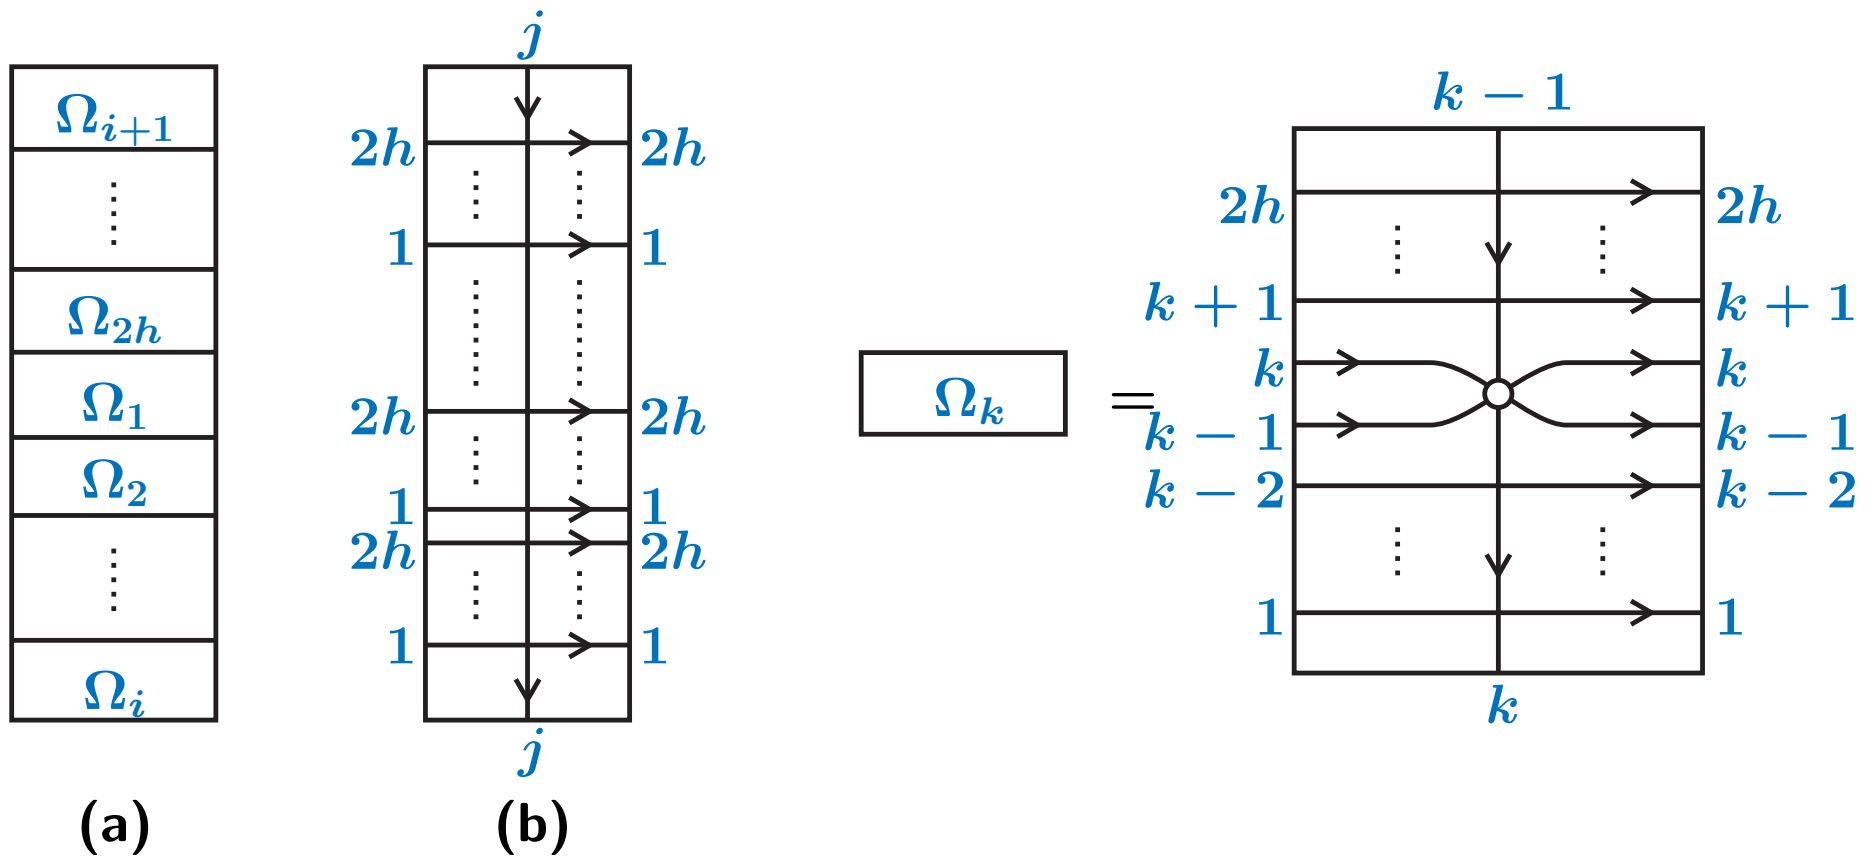 Ω_{i+1}
Ω_{2h}
Ω_1
Ω_2
Ω_i
(a)
j
2h 2h
1 1
2h 2h
1 1
2h 2h
1 1
j
(b)
Ω_k =
k − 1
2h 2h
k + 1 k + 1
k k
k − 1 k − 1
k − 2 k − 2
1 1
k